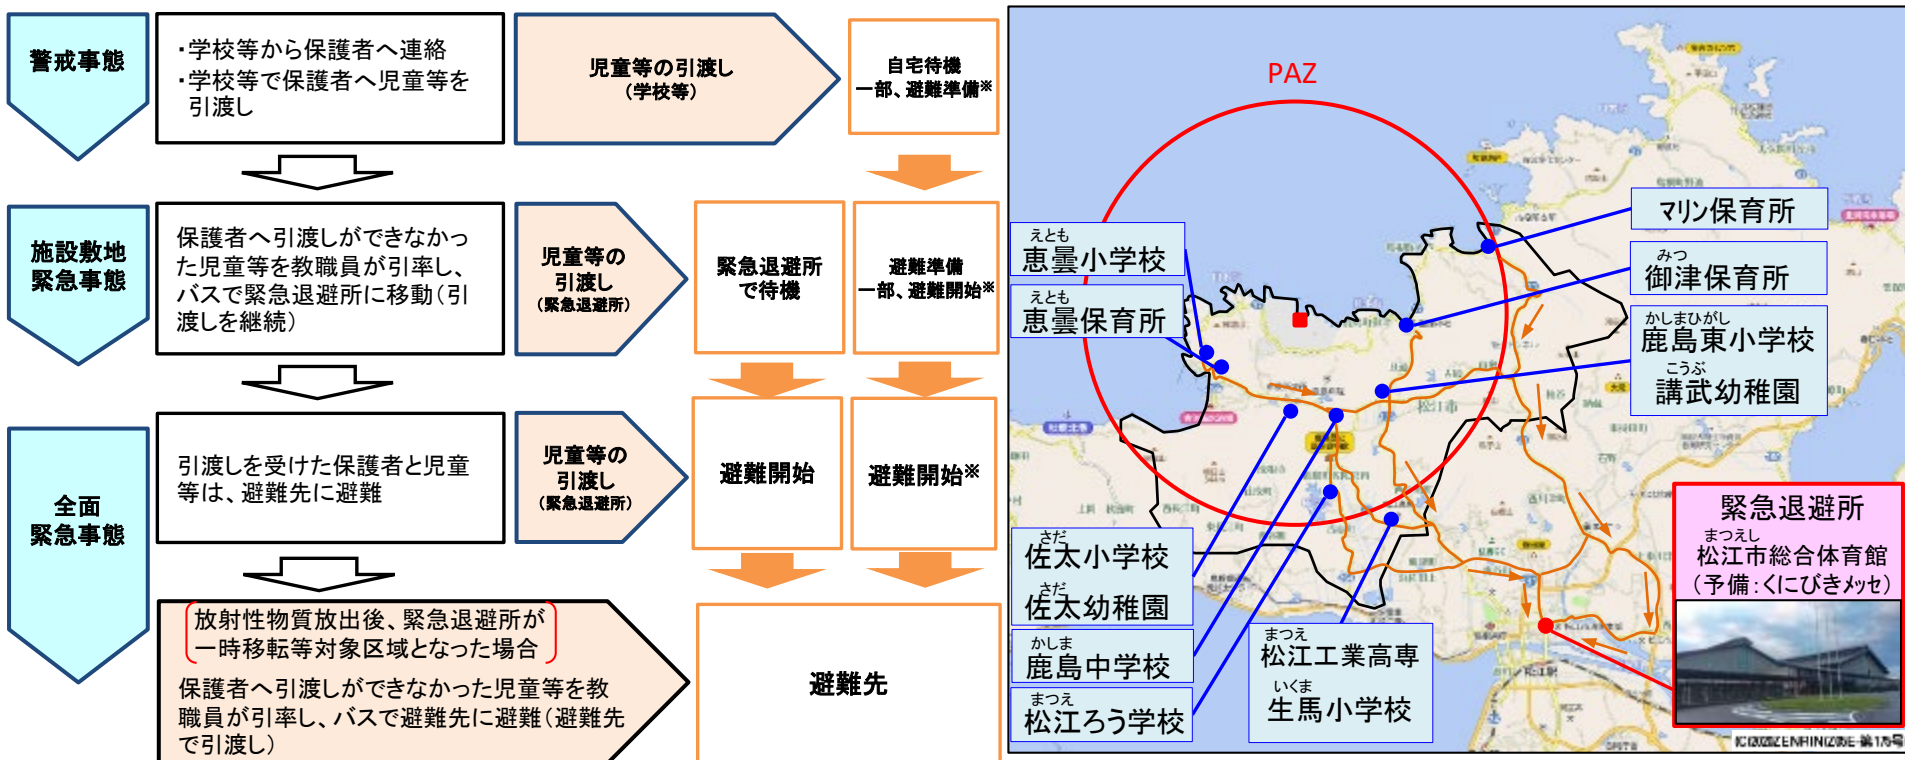 警戒事態
・学校等から保護者へ連絡
・学校等で保護者へ児童等を
引渡し
児童等の引渡し
(学校等)
自宅待機
一部、避難準備※
施設敷地
緊急事態
保護者へ引渡しができなかっ
た児童等を教職員が引率し、
バスで緊急退避所に移動(引
渡しを継続)
児童等の
引渡し
(緊急退避所)
緊急退避所
で待機
避難準備
一部、避難開始※
全面
緊急事態
引渡しを受けた保護者と児童
等は、避難先に避難
児童等の
引渡し
(緊急退避所)
避難開始
避難開始※
放射性物質放出後、緊急退避所が
一時移転等対象区域となった場合
保護者へ引渡しができなかった児童等を教
職員が引率し、バスで避難先に避難(避難先
で引渡し)
避難先
PAZ
えとも
恵曇小学校
えとも
恵曇保育所
マリン保育所
みつ
御津保育所
かしまひがし
鹿島東小学校
こうぶ
講武幼稚園
松江市
さだ
佐太小学校
さだ
佐太幼稚園
かしま
鹿島中学校
まつえ
松江ろう学校
まつえ
松江工業高専
いくま
生馬小学校
緊急退避所
まつえし
松江市総合体育館
(予備:くにびきメッセ)